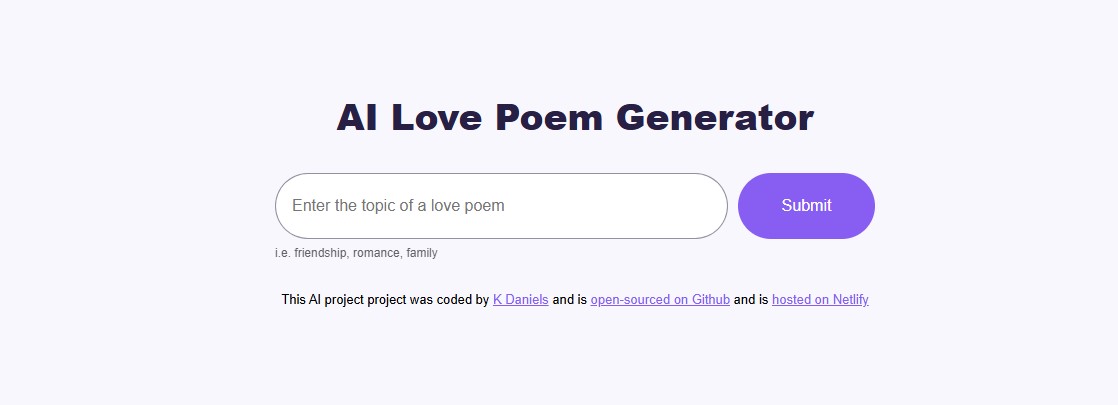 AI Love Poem Generator
Enter the topic of a love poem
Submit
i.e. friendship, romance, family
This AI project project was coded by K Daniels and is open-sourced on Github and is hosted on Netlify